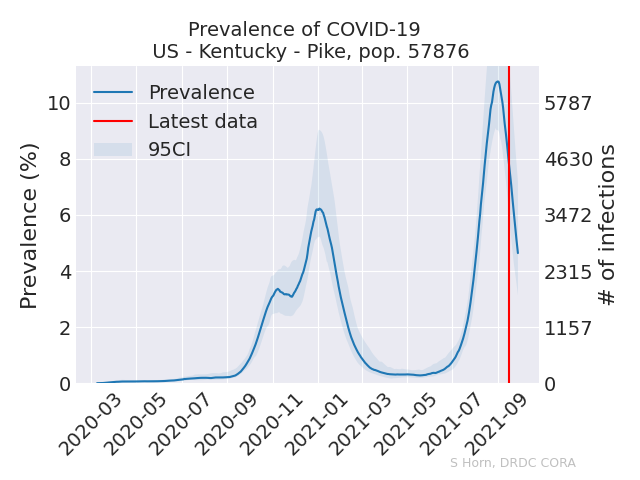 Prevalence of COVID-19
US - Kentucky - Pike, pop. 57876
Prevalence
Latest data
95CI
Prevalence (%)
10
8
6
4
2
0
5787
4630
3472
2315
1157
0
# of infections
2020-03
2020-05
2020-07
2020-09
2020-11
2021-01
2021-03
2021-05
2021-07
2021-09
S Horn, DRDC CORA